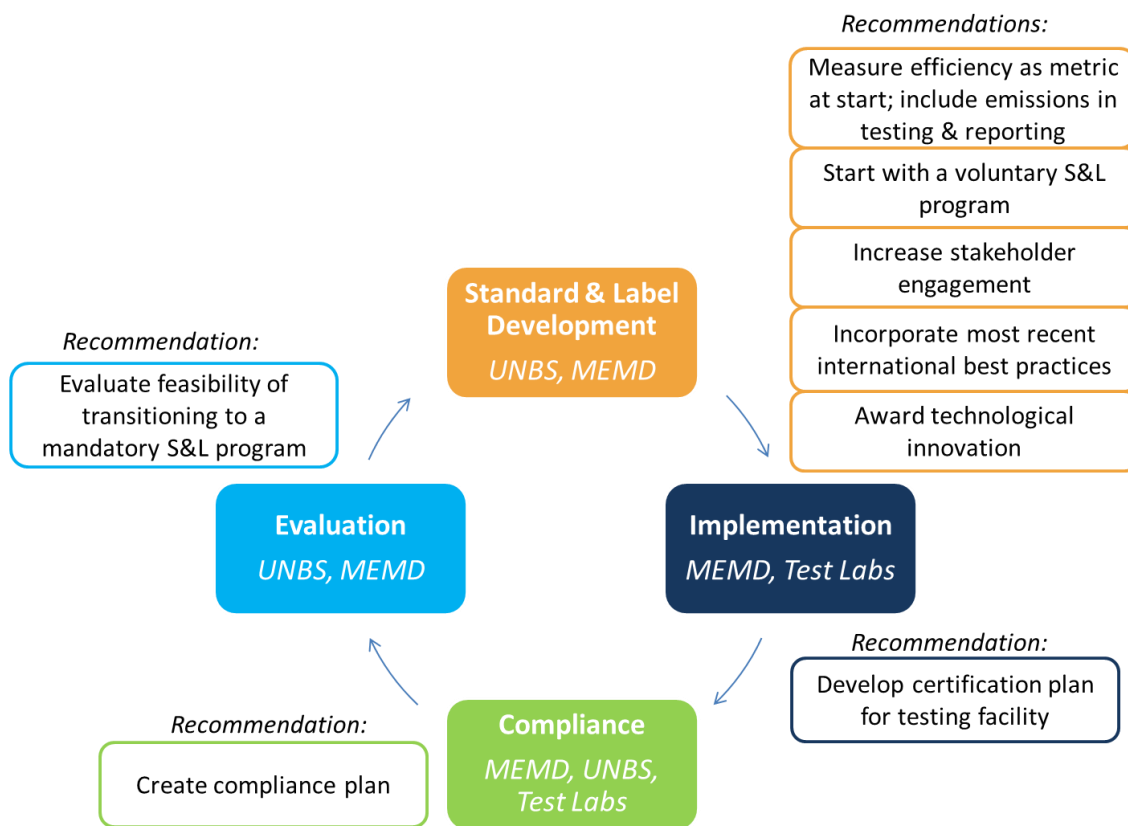 Recommendations:
Measure efficiency as metric
at start; include emissions in
testing & reporting
Start with a voluntary S&L
program
Increase stakeholder
engagement
Incorporate most recent
international best practices
Award technological
innovation
Standard & Label
Development
UNBS, MEMD
Recommendation:
Evaluate feasibility of
transitioning to a
mandatory S&L program
Evaluation
UNBS, MEMD
Implementation
MEMD, Test Labs
Recommendation:
Develop certification plan
for testing facility
Compliance
MEMD, UNBS,
Test Labs
Recommendation:
Create compliance plan